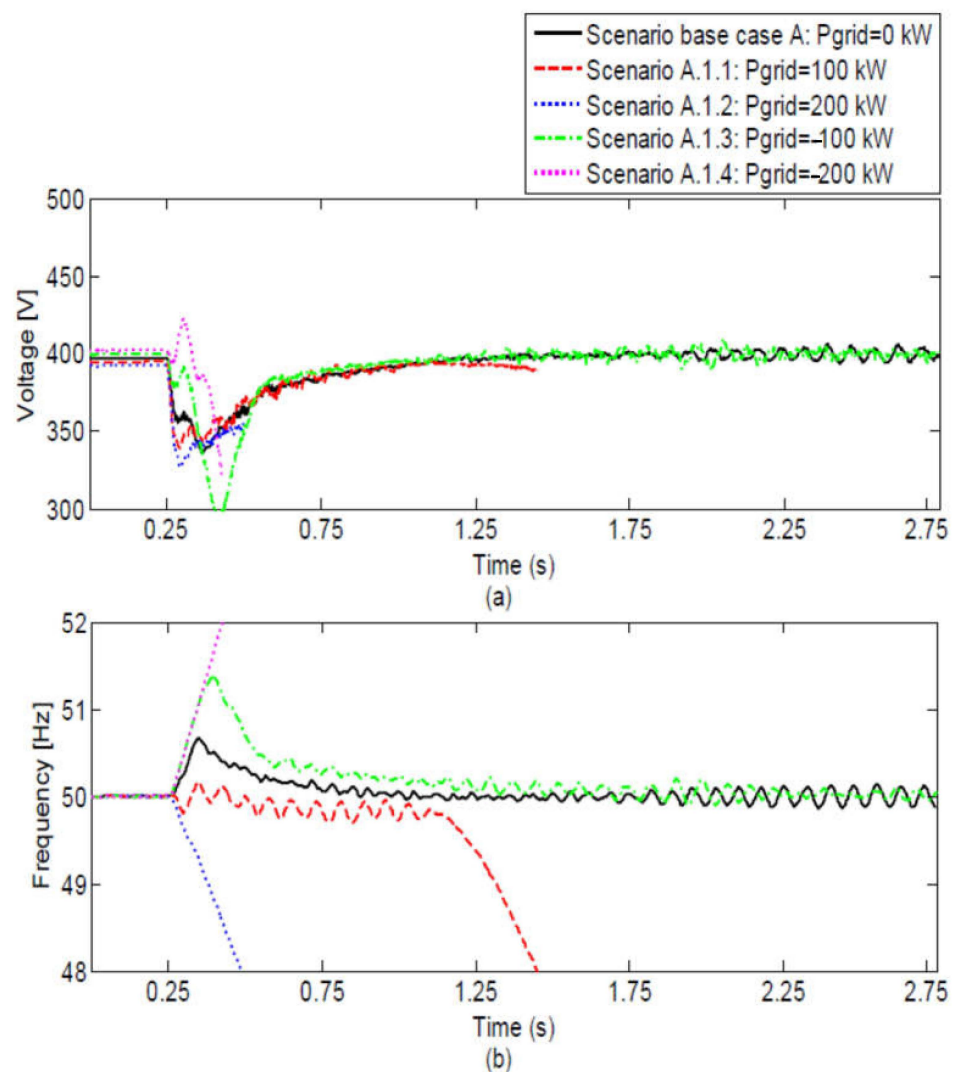 Scenario base case A: Pgrid=0 kW
Scenario A.1.1: Pgrid=100 kW
Scenario A.1.2: Pgrid=200 kW
Scenario A.1.3: Pgrid=–100 kW
Scenario A.1.4: Pgrid=–200 kW
500
450
400
350
300
Voltage [V]
0.25
0.75
1.25
1.75
2.25
2.75
Time (s)
(a)
52
51
50
49
48
Frequency [Hz]
0.25
0.75
1.25
1.75
2.25
2.75
Time (s)
(b)